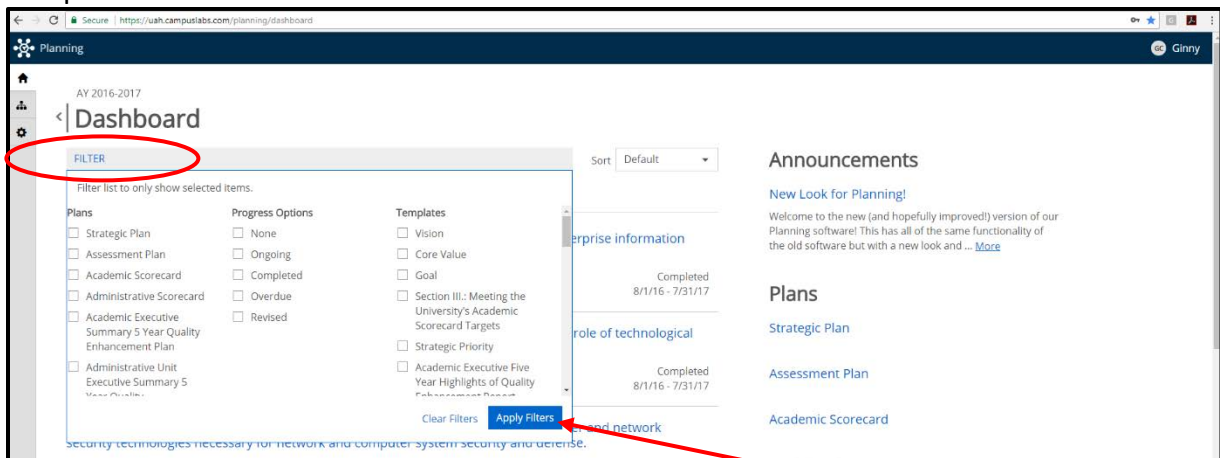 Secure | https://uah.campuslabs.com/planning/dashboard
Planning
GC Ginny
AY 2016-2017
Dashboard
FILTER
Sort Default
Filter list to only show selected items.
Plans
Strategic Plan
Assessment Plan
Academic Scorecard
Administrative Scorecard
Academic Executive
Summary 5 Year Quality
Enhancement Plan
Administrative Unit
Executive Summary 5
Year Quality
Progress Options
None
Ongoing
Completed
Overdue
Revised
Templates
Vision
Core Value
Goal
Section III.: Meeting the
University's Academic
Scorecard Targets
Strategic Priority
Academic Executive Five
Year Highlights of Quality
Enhancement Report
Clear Filters Apply Filters
erprise information
Completed
8/1/16 - 7/31/17
role of technological
Completed
8/1/16 - 7/31/17
and network
security technologies necessary for network and computer system security and defense.
Announcements
New Look for Planning!
Welcome to the new (and hopefully improved!) version of our
Planning software! This has all of the same functionality of
the old software but with a new look and ... More
Plans
Strategic Plan
Assessment Plan
Academic Scorecard